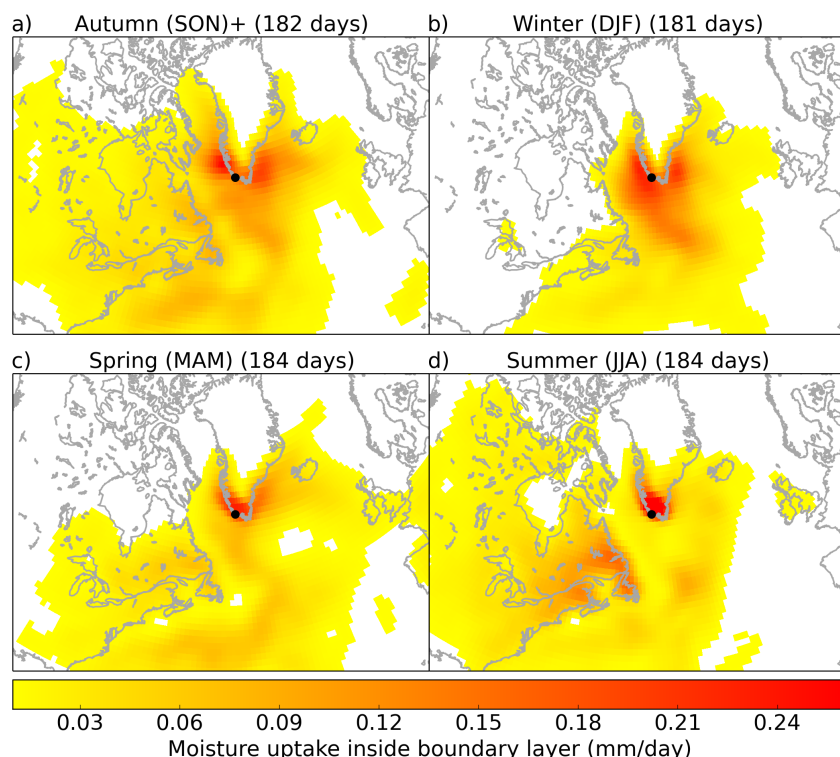 a) Autumn (SON)+ (182 days)
b) Winter (DJF) (181 days)
c) Spring (MAM) (184 days)
d) Summer (JJA) (184 days)
0.03 0.06 0.09 0.12 0.15 0.18 0.21 0.24
Moisture uptake inside boundary layer (mm/day)